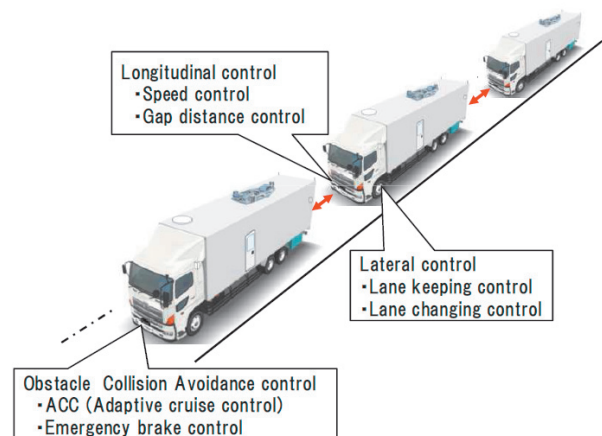 Longitudinal control
・Speed control
・Gap distance control
Lateral control
・Lane keeping control
・Lane changing control
Obstacle Collision Avoidance control
・ACC (Adaptive cruise control)
・Emergency brake control